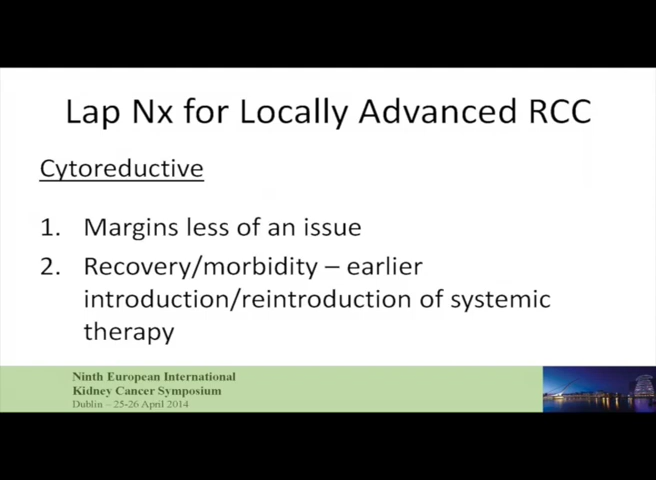 Lap Nx for Locally Advanced RCC
Cytoreductive
1. Margins less of an issue
2. Recovery/morbidity – earlier
introduction/reintroduction of systemic
therapy
Ninth European International
Kidney Cancer Symposium
Dublin – 25-26 April 2014